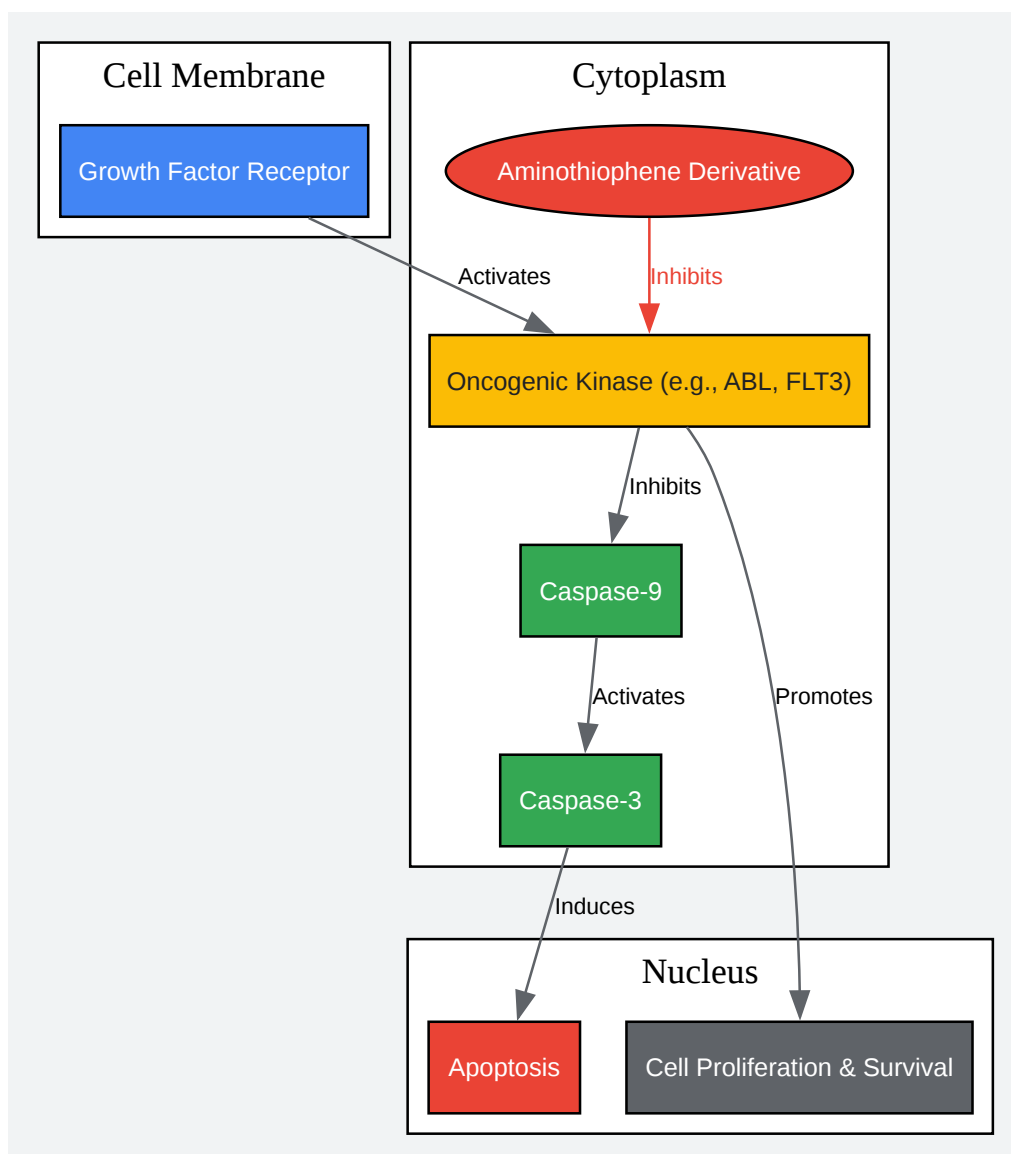 Cell Membrane
Cytoplasm
Growth Factor Receptor
Aminothiophene Derivative
Activates
Inhibits
Oncogenic Kinase (e.g., ABL, FLT3)
Inhibits
Caspase-9
Activates
Promotes
Caspase-3
Induces
Nucleus
Apoptosis
Cell Proliferation & Survival